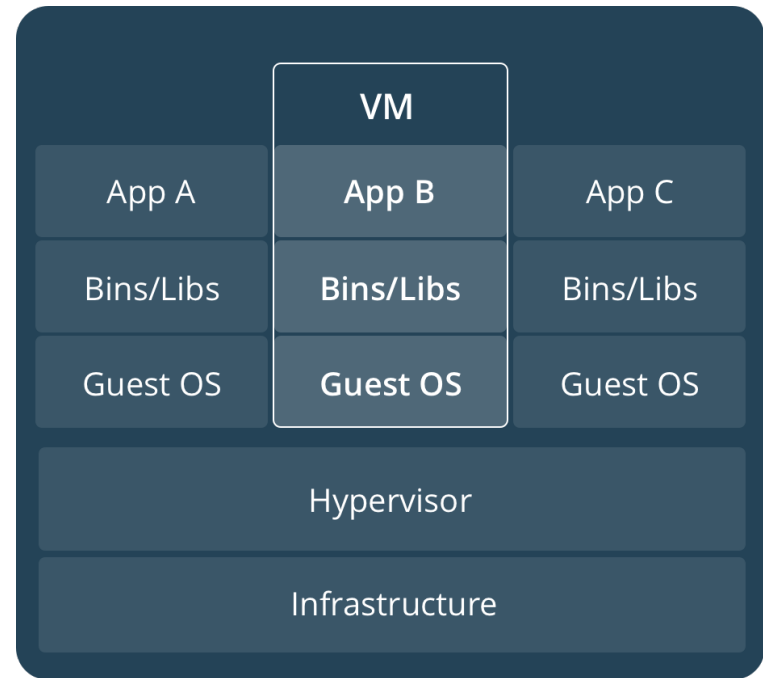 VM
App A
App B
App C
Bins/Libs
Bins/Libs
Bins/Libs
Guest OS
Guest OS
Guest OS
Hypervisor
Infrastructure